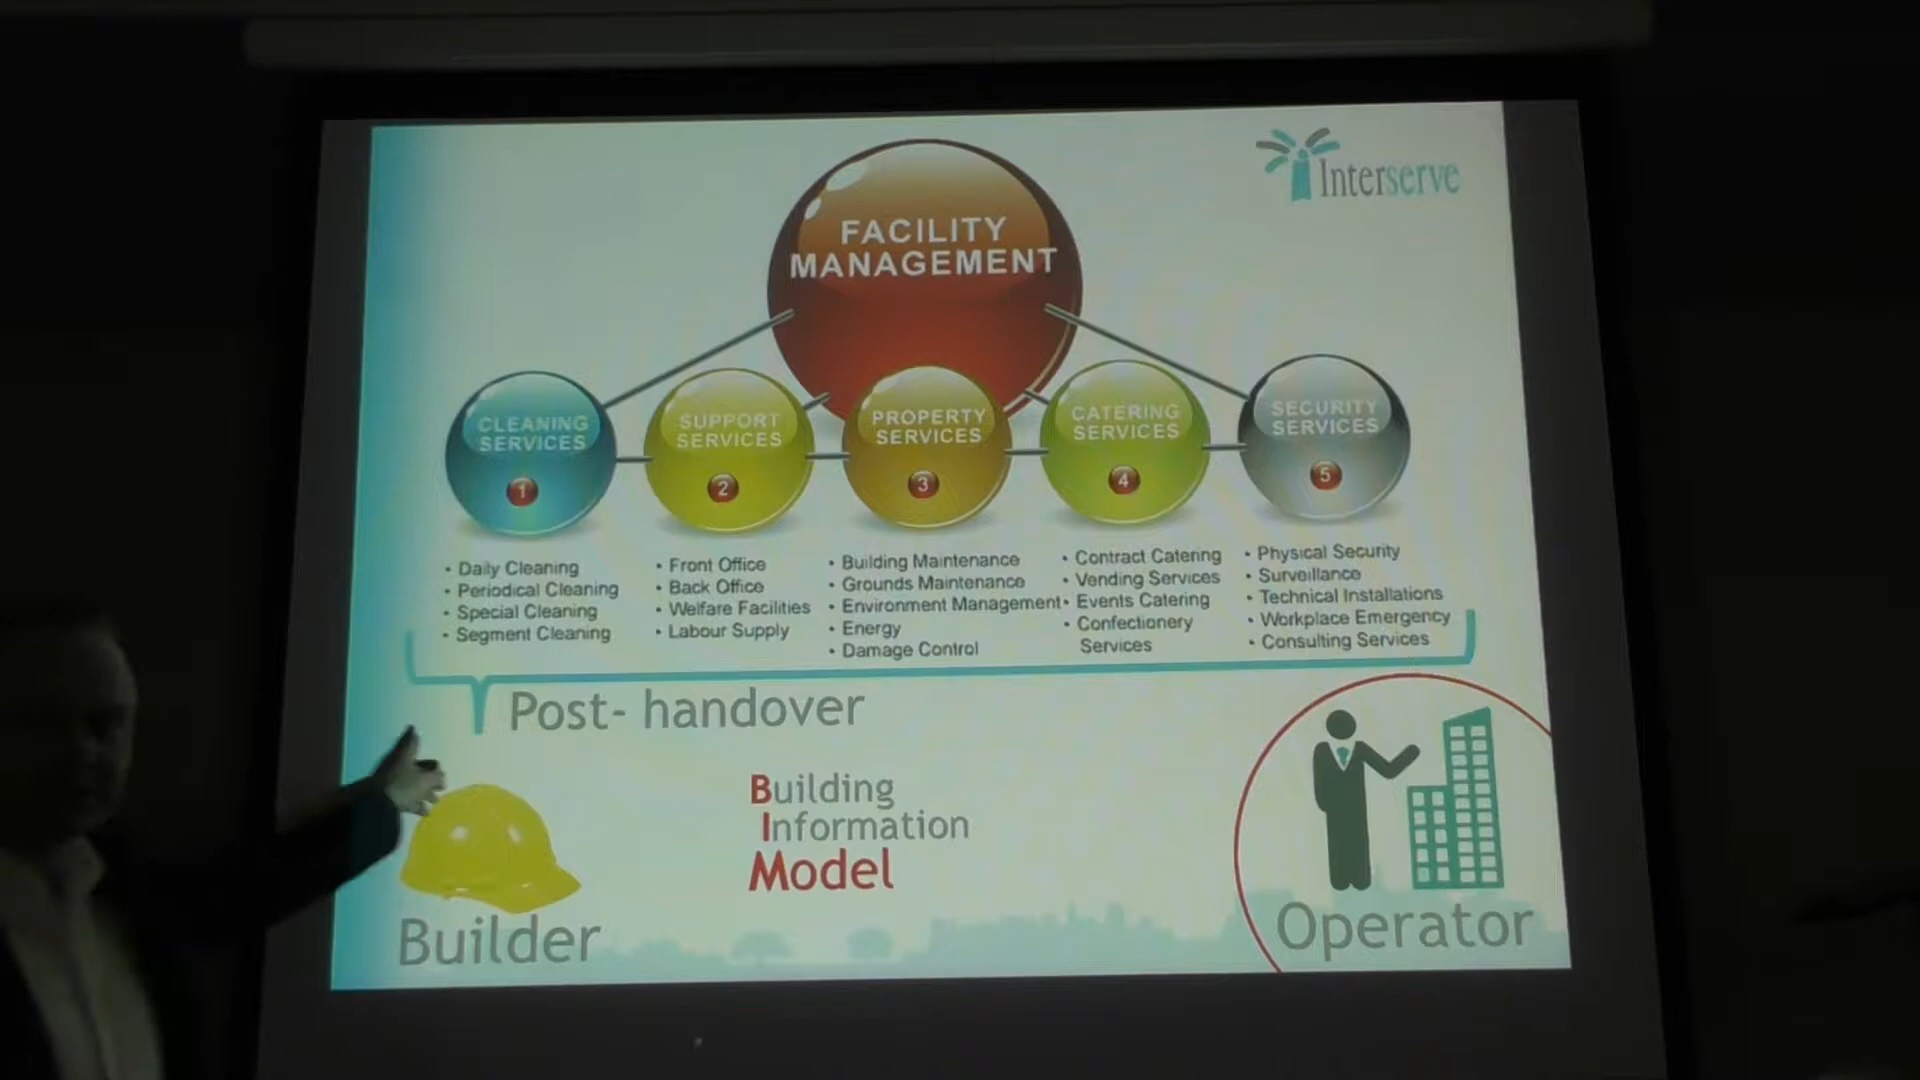 Interserve
FACILITY
MANAGEMENT
CLEANING
SERVICES
1
SUPPORT
SERVICES
2
PROPERTY
SERVICES
3
CATERING
SERVICES
4
SECURITY
SERVICES
5
• Daily Cleaning
• Periodical Cleaning
• Special Cleaning
• Segment Cleaning
• Front Office
• Back Office
• Welfare Facilities
• Labour Supply
• Building Maintenance
• Grounds Maintenance
• Environment Management
• Energy
• Damage Control
• Contract Catering
• Vending Services
• Events Catering
• Confectionery
Services
• Physical Security
• Surveillance
• Technical Installations
• Workplace Emergency
• Consulting Services
Post- handover
Building
Information
Model
Builder
Operator